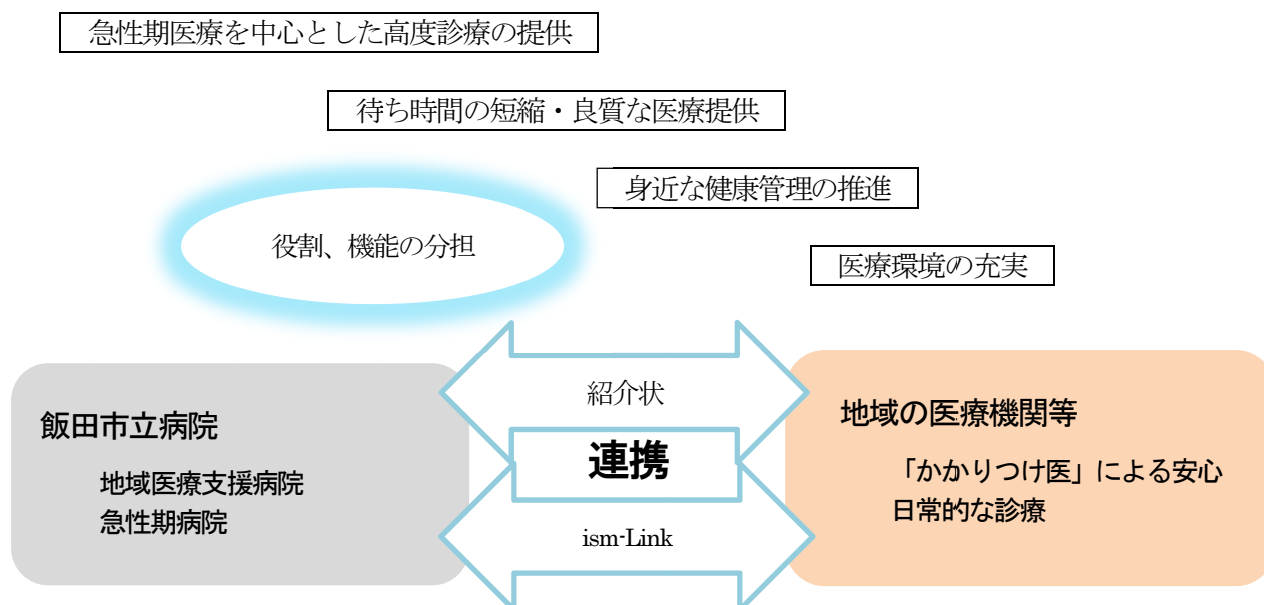 急性期医療を中心とした高度診療の提供
待ち時間の短縮・良質な医療提供
身近な健康管理の推進
役割、機能の分担
医療環境の充実
飯田市立病院
地域医療支援病院
急性期病院
紹介状
連携
ism-Link
地域の医療機関等
「かかりつけ医」による安心
日常的な診療